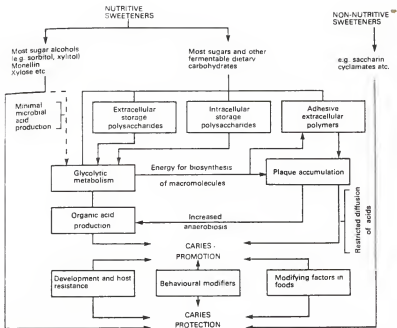 NUTRITIVE
SWEETENERS
NON-NUTRITIVE
SWEETENERS
Most sugar alcohols
(e.g. sorbitol, xylitol)
Monellin
Xylose etc
Most sugars and other
fermentable dietary
carbohydrates
e.g. saccharin
cyclamates etc.
Minimal
microbial
acid
production
Extracellular
storage
polysaccharides
Intracellular
storage
polysaccharides
Adhesive
extracellular
polymers
Glycolytic
metabolism
Energy for biosynthesis
of macromolecules
Plaque accumulation
Organic acid
production
Increased
anaerobiosis
Restricted diffusion
of acids
CARIES
PROMOTION
Development and host
resistance
Behavioural modifiers
Modifying factors in
foods
CARIES
PROTECTION